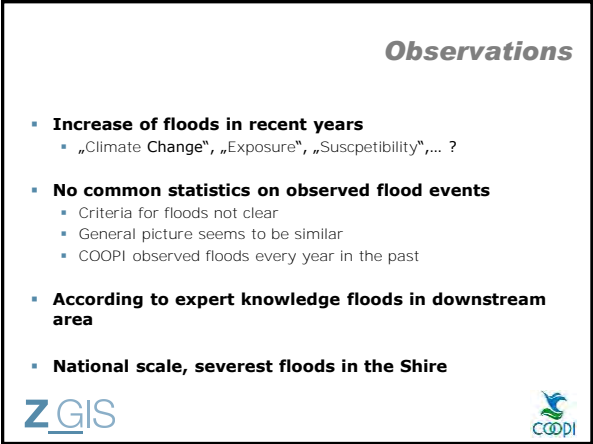 Observations
Increase of floods in recent years
„Climate Change“, „Exposure“, „Suscpetibility“,... ?
No common statistics on observed flood events
Criteria for floods not clear
General picture seems to be similar
COOPI observed floods every year in the past
According to expert knowledge floods in downstream
area
National scale, severest floods in the Shire
Z_GIS
COOPI